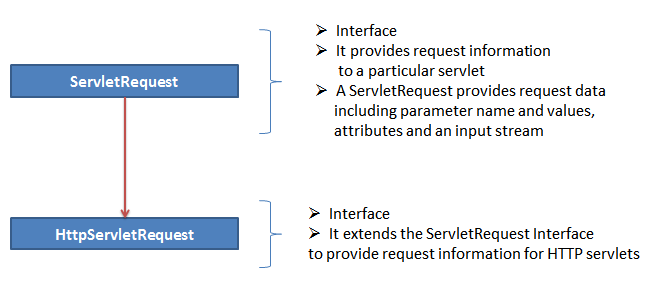 ServletRequest
➢ Interface
➢ It provides request information
to a particular servlet
➢ A ServletRequest provides request data
including parameter name and values,
attributes and an input stream
HttpServletRequest
➢ Interface
➢ It extends the ServletRequest Interface
to provide request information for HTTP servlets